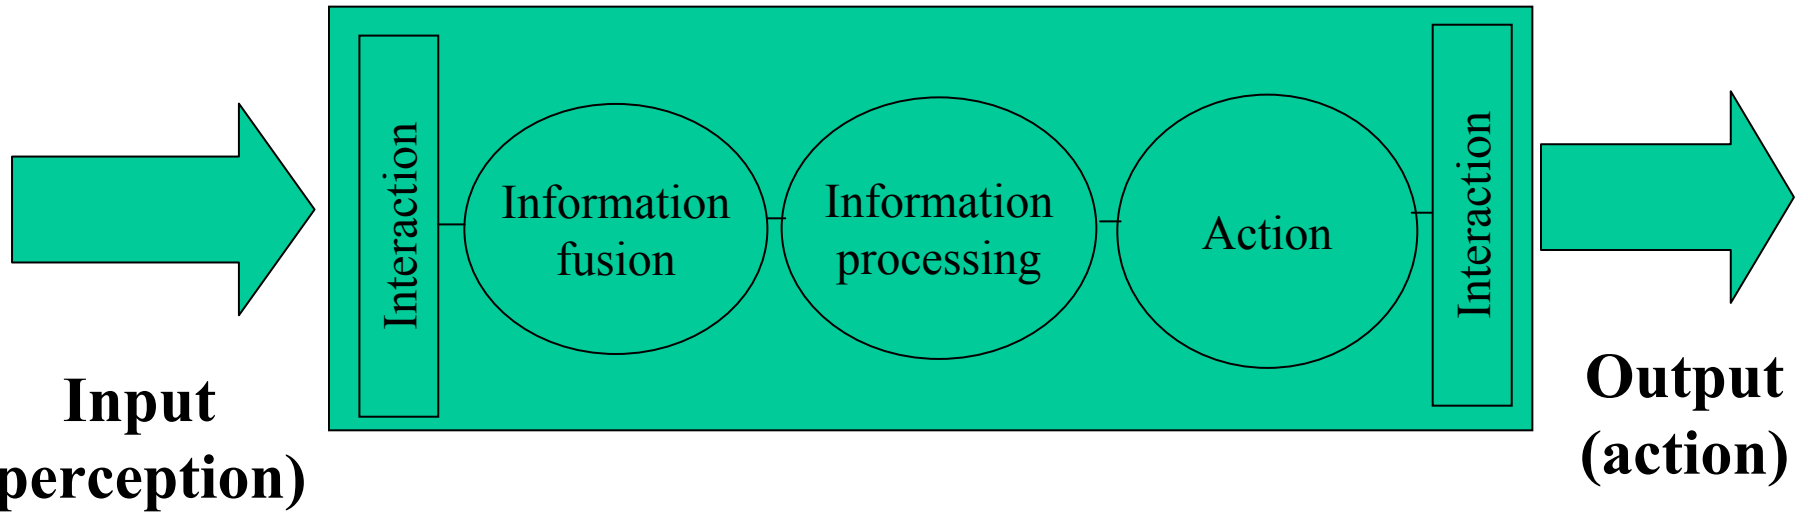 Interaction
Information
fusion
Information
processing
Action
Interaction
Input
perception)
Output
(action)